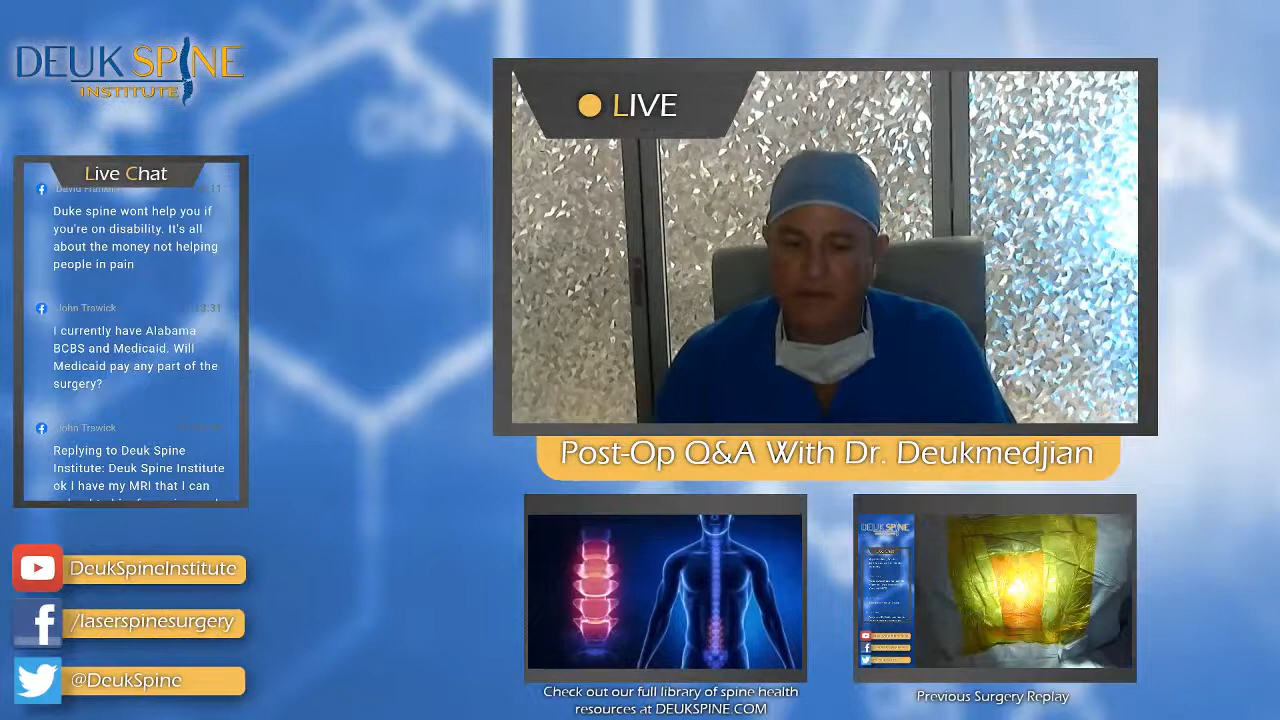 DEUK SPINE
INSTITUTE
Live Chat
Duke spine wont help you if
you're on disability. It's all
about the money not helping
people in pain
John Trawick
I currently have Alabama
BCBS and Medicaid. Will
Medicaid pay any part of the
surgery?
John Trawick
Replying to Deuk Spine
Institute: Deuk Spine Institute
ok I have my MRI that I can
DeukSpineInstitute
/laserspinesurgery
@DeukSpine
LIVE
Post-Op Q&A With Dr. Deukmedjian
Check out our full library of spine health
resources at DEUKSPINE.COM
DEUK SPINE
Previous Surgery Replay